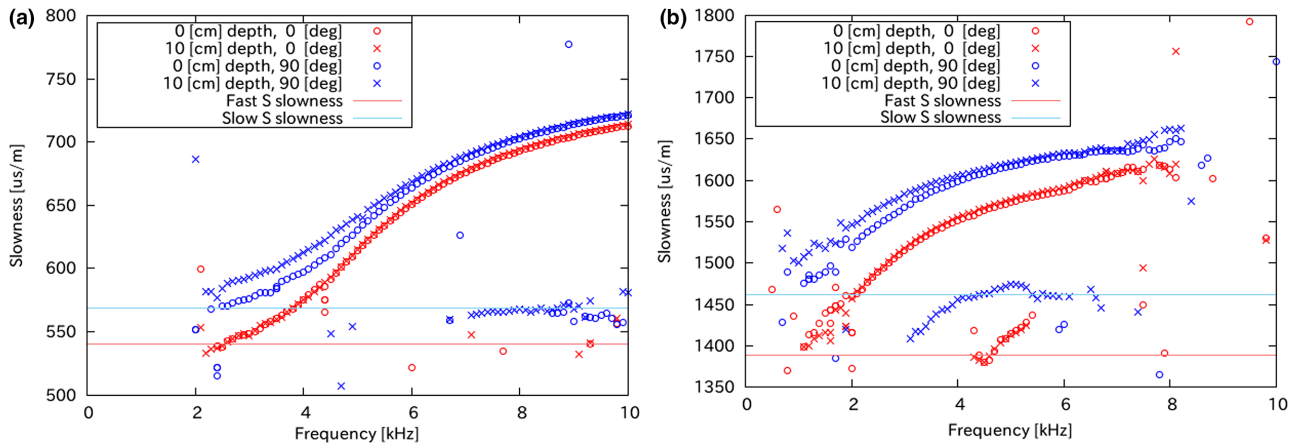 (a)
800
750
700
650
600
550
500
Slowness [us/m]
0 [cm] depth, 0 [deg]
10 [cm] depth, 0 [deg]
0 [cm] depth, 90 [deg]
10 [cm] depth, 90 [deg]
Fast S slowness
Slow S slowness
0 2 4 6 8 10
Frequency [kHz]
(b)
1800
1750
1700
1650
1600
1550
1500
1450
1400
1350
Slowness [us/m]
0 [cm] depth, 0 [deg]
10 [cm] depth, 0 [deg]
0 [cm] depth, 90 [deg]
10 [cm] depth, 90 [deg]
Fast S slowness
Slow S slowness
0 2 4 6 8 10
Frequency [kHz]